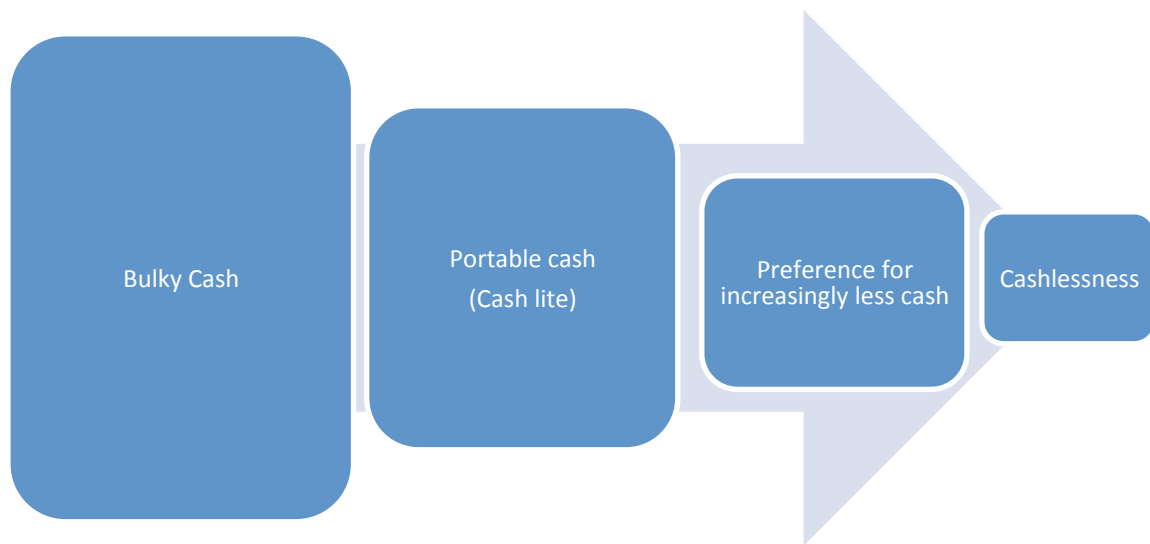 Bulky Cash
Portable cash
(Cash lite)
Preference for
increasingly less cash
Cashlessness